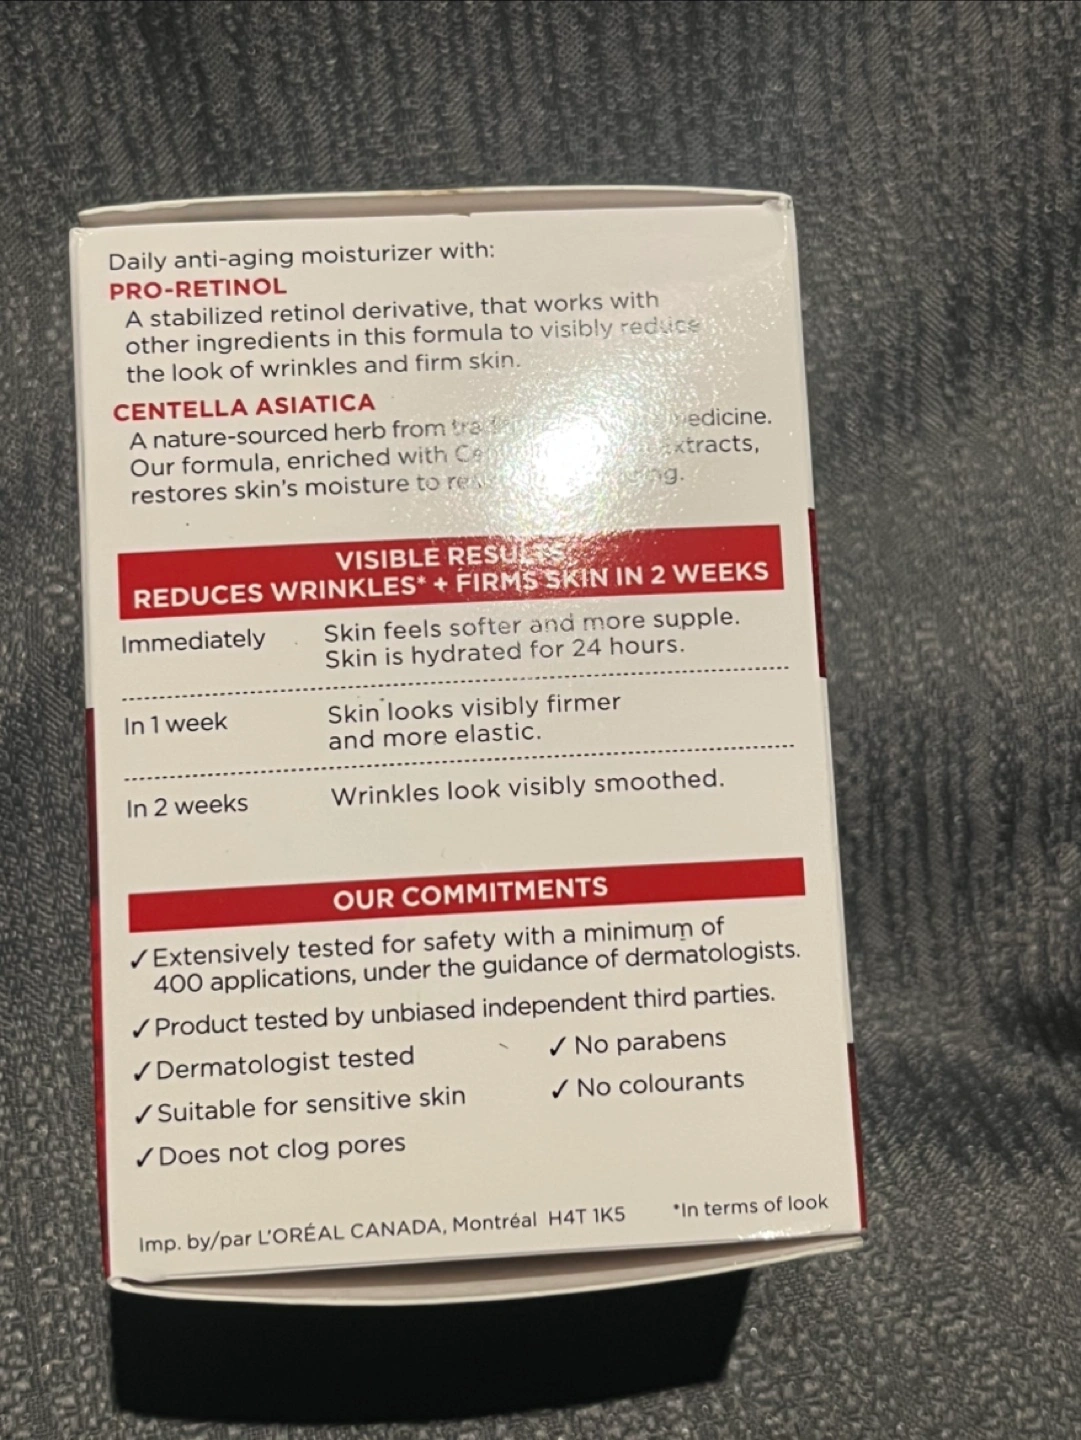 Daily anti-aging moisturizer with:
PRO-RETINOL
A stabilized retinol derivative, that works with
other ingredients in this formula to visibly reduce
the look of wrinkles and firm skin.
CENTELLA ASIATICA
A nature-sourced herb from medicine.
Our formula, enriched with extracts,
restores skin's moisture to
VISIBLE RESULTS
REDUCES WRINKLES* + FIRMS SKIN IN 2 WEEKS
Immediately Skin feels softer and more supple.
Skin is hydrated for 24 hours.
In 1 week Skin looks visibly firmer
and more elastic.
In 2 weeks Wrinkles look visibly smoothed.
OUR COMMITMENTS
✓ Extensively tested for safety with a minimum of
400 applications, under the guidance of dermatologists.
✓ Product tested by unbiased independent third parties.
✓ Dermatologist tested ✓ No parabens
✓ Suitable for sensitive skin ✓ No colourants
✓ Does not clog pores
Imp. by/par L'ORÉAL CANADA, Montréal H4T 1K5 *In terms of look